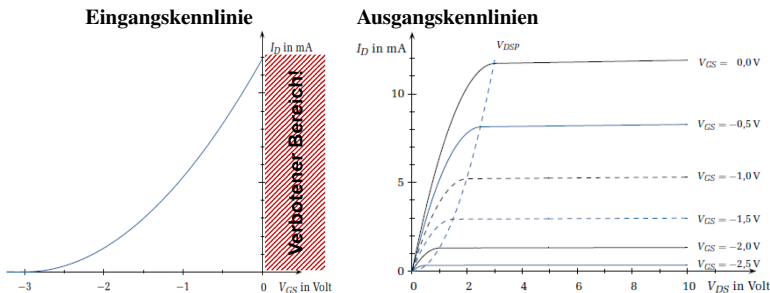 Eingangskennlinie
I_D in mA
Verbotener Bereich!
−3 −2 −1 0 V_GS in Volt
Ausgangskennlinien
I_D in mA
V_DSP
10
5
0
V_GS = 0,0 V
V_GS = −0,5 V
V_GS = −1,0 V
V_GS = −1,5 V
V_GS = −2,0 V
V_GS = −2,5 V
0 2 4 6 8 10 V_DS in Volt